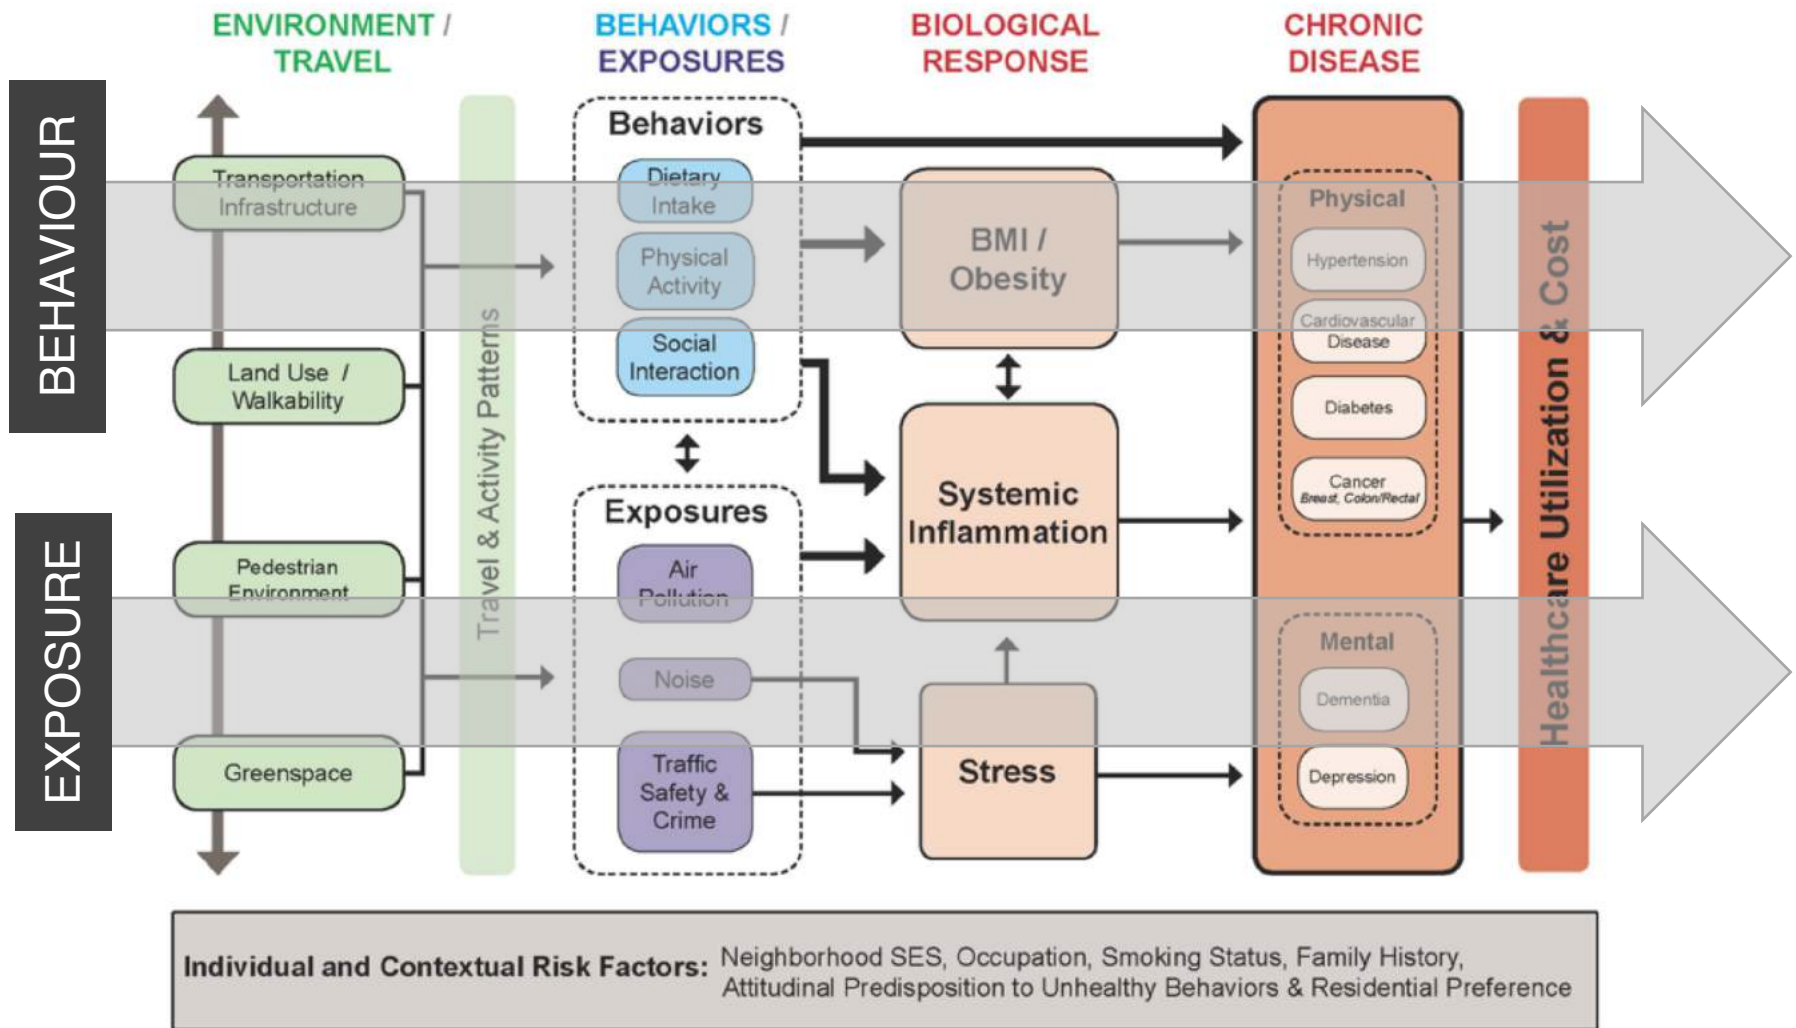 ENVIRONMENT /
TRAVEL
BEHAVIORS /
EXPOSURES
BIOLOGICAL
RESPONSE
CHRONIC
DISEASE
BEHAVIOUR
EXPOSURE
Transportation
Infrastructure
Land Use /
Walkability
Pedestrian
Environment
Greenspace
Travel & Activity Patterns
Behaviors
Dietary
Intake
Physical
Activity
Social
Interaction
Exposures
Air
Pollution
Noise
Traffic
Safety &
Crime
BMI /
Obesity
Systemic
Inflammation
Stress
Physical
Hypertension
Cardiovascular
Disease
Diabetes
Cancer
Breast, Colon/Rectal
Mental
Dementia
Depression
Healthcare Utilization & Cost
Individual and Contextual Risk Factors: Neighborhood SES, Occupation, Smoking Status, Family History,
Attitudinal Predisposition to Unhealthy Behaviors & Residential Preference